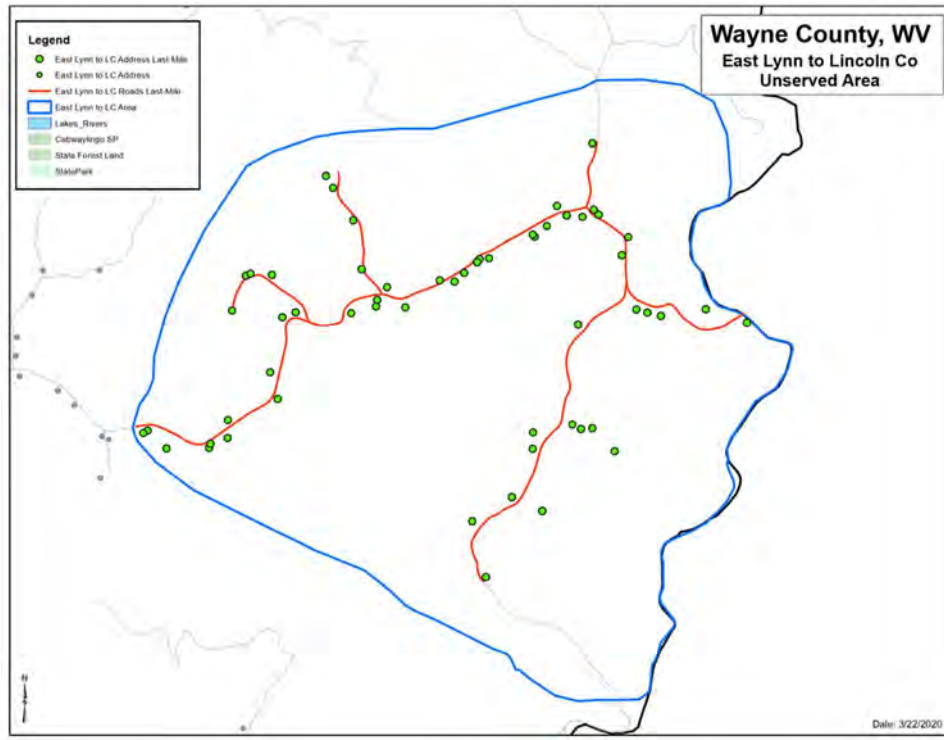 Wayne County, WV
East Lynn to Lincoln Co
Unserved Area
Legend
East Lynn to LC Address Last-Mile
East Lynn to LC Address
East Lynn to LC Roads Last-Mile
East Lynn to LC Area
Lakes_Rivers
Cabwaylingo SP
State Forest Land
StatePark
N
Date: 3/22/2020